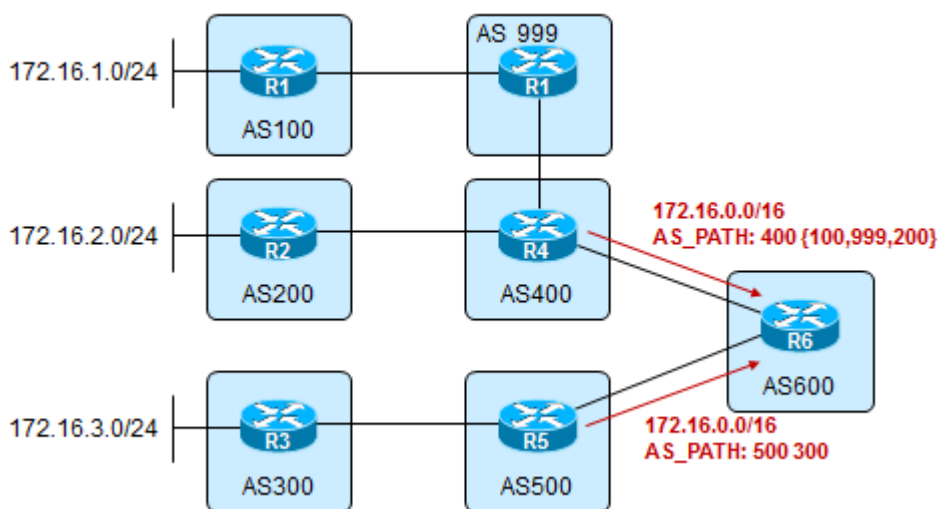 AS 999
172.16.1.0/24
R1
R1
AS100
172.16.2.0/24
R2
R4
AS200
AS400
172.16.0.0/16
AS_PATH: 400 {100,999,200}
R6
AS600
172.16.3.0/24
R3
R5
AS300
AS500
172.16.0.0/16
AS_PATH: 500 300